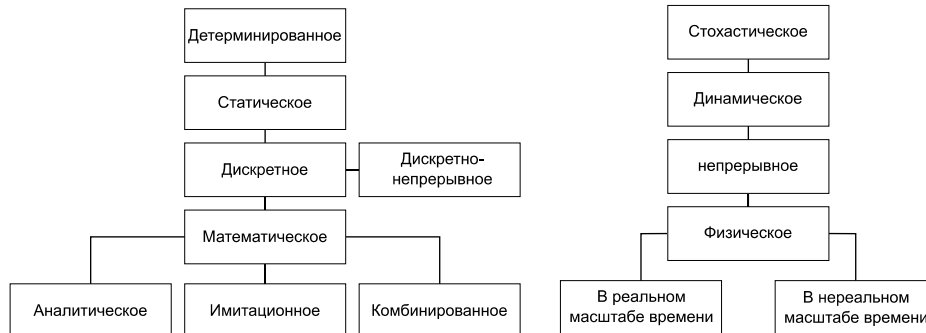 Детерминированное
Статическое
Дискретное
Дискретно-
непрерывное
Математическое
Аналитическое
Имитационное
Комбинированное
Стохастическое
Динамическое
непрерывное
Физическое
В реальном
масштабе времени
В нереальном
масштабе времени